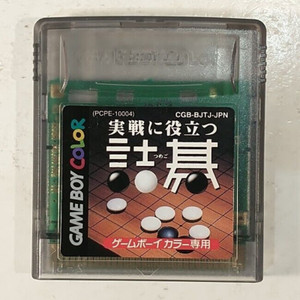 (PCPE-10004) CGB-BJTJ-JPN
実戦に役立つ
詰碁
つめご
ゲームボーイカラー専用
GAME BOY COLOR